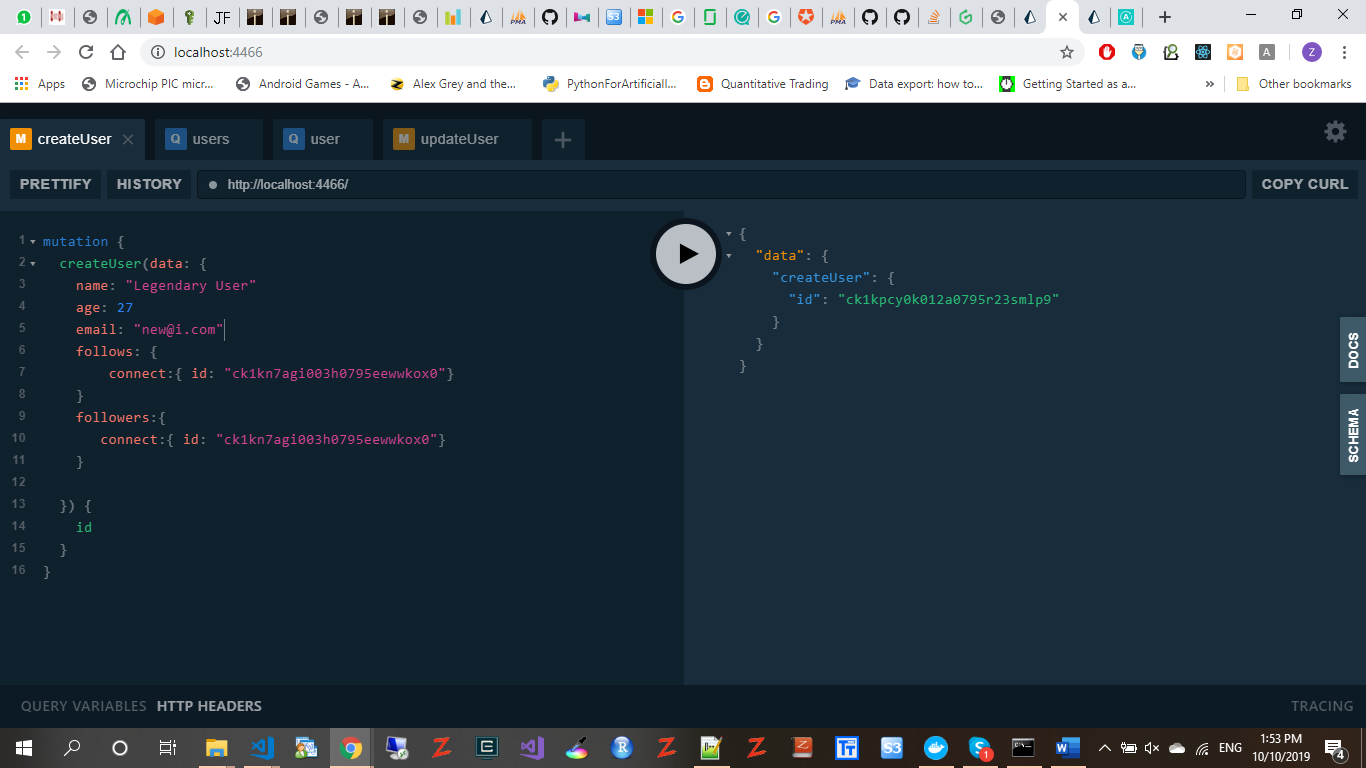 JF
localhost:4466
Z
Apps
Microchip PIC micr...
Android Games - A...
Alex Grey and the...
PythonForArtificiall...
Quantitative Trading
Data export: how to...
Getting Started as a...
»
Other bookmarks
M createUser
Q users
Q user
M updateUser
PRETTIFY
HISTORY
http://localhost:4466/
COPY CURL
1 mutation {
2 createUser(data: {
3 name: "Legendary User"
4 age: 27
5 email: "new@i.com"
6 follows: {
7 connect:{ id: "ck1kn7agi003h0795eewwkox0"}
8 }
9 followers:{
10 connect:{ id: "ck1kn7agi003h0795eewwkox0"}
11 }
12
13 }) {
14 id
15 }
16 }
{
"data": {
"createUser": {
"id": "ck1kpcy0k012a0795r23smlp9"
}
}
}
DOCS
SCHEMA
QUERY VARIABLES
HTTP HEADERS
TRACING
ENG
1:53 PM
10/10/2019
4